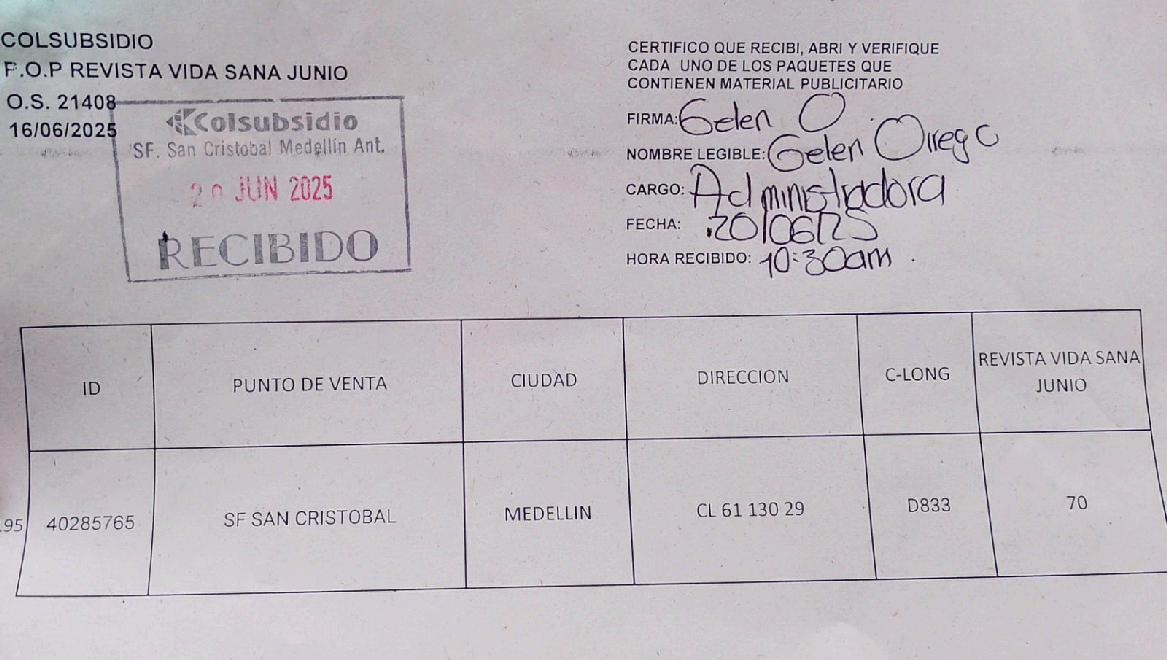 COLSUBSIDIO
P.O.P REVISTA VIDA SANA JUNIO
O.S. 21408
16/06/2025
Colsubsidio
SF. San Cristobal Medellin Ant.
20 JUN 2025
RECIBIDO
CERTIFICO QUE RECIBI, ABRI Y VERIFIQUE
CADA UNO DE LOS PAQUETES QUE
CONTIENEN MATERIAL PUBLICITARIO
FIRMA: Gelen O
NOMBRE LEGIBLE: Gelen Orrego
CARGO: Administradora
FECHA: 20/06/25
HORA RECIBIDO: 10:30am.
ID PUNTO DE VENTA CIUDAD DIRECCION C-LONG REVISTA VIDA SANA
JUNIO
95 40285765 SF SAN CRISTOBAL MEDELLIN CL 61 130 29 D833 70